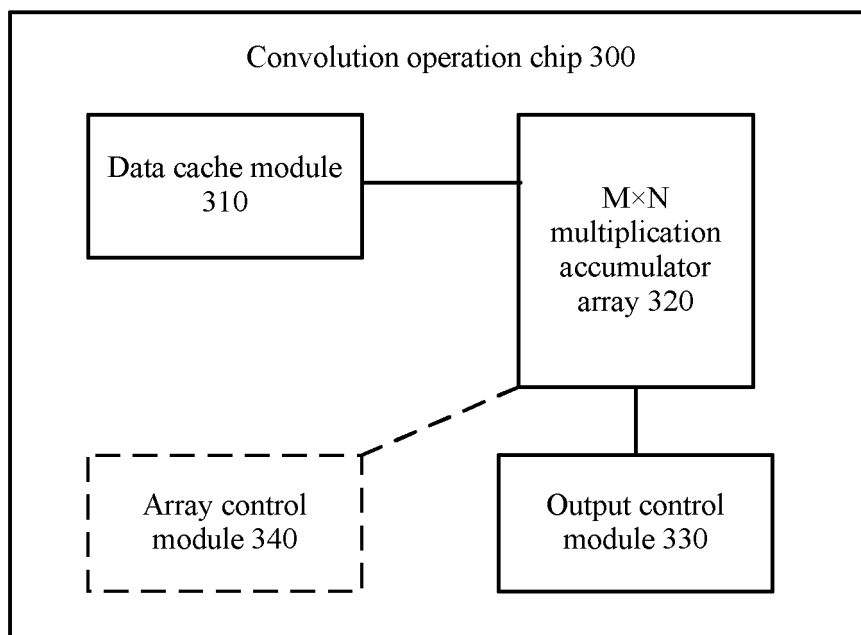 Convolution operation chip 300
Data cache module
310
M×N
multiplication
accumulator
array 320
Array control
module 340
Output control
module 330